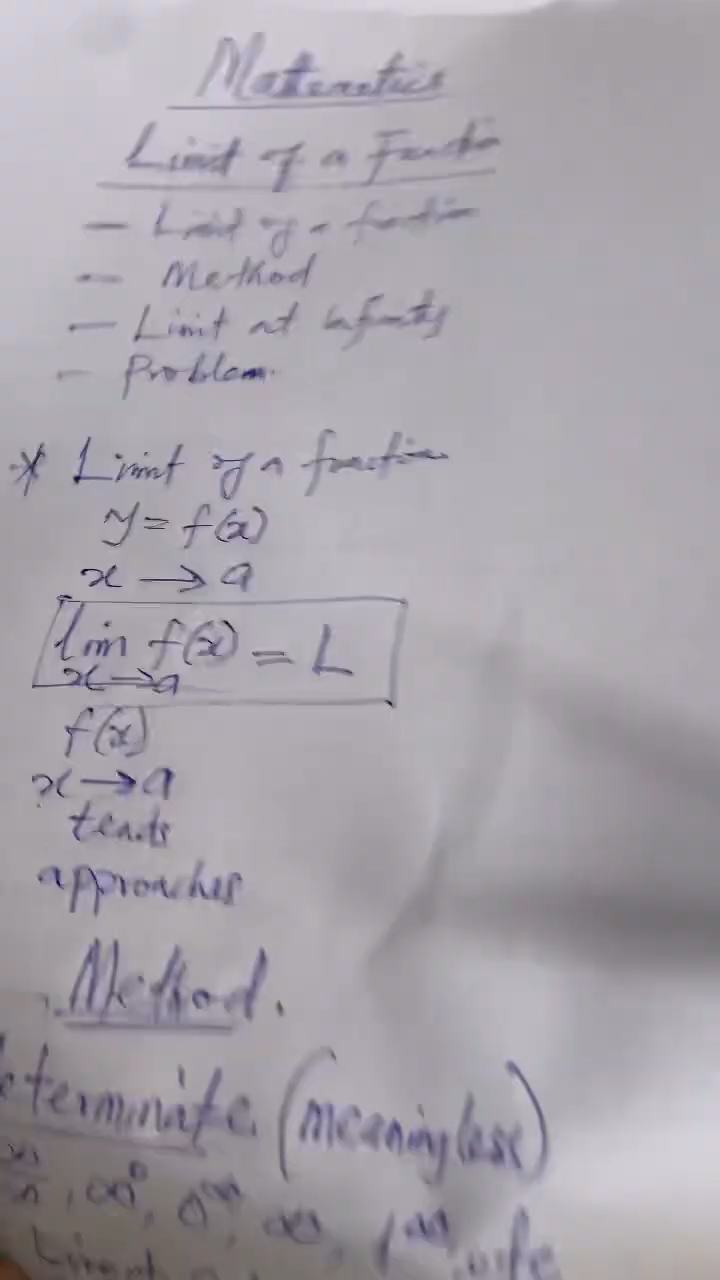 Mathematics
Limit of a Function
— Limit of a function
— Method
— Limit at infinity
— Problem.
* Limit of a function
y = f(x)
x → a
lim f(x) = L
x→a
f(x)
x → a
tends
approaches
Method.
eterminate (meaningless)